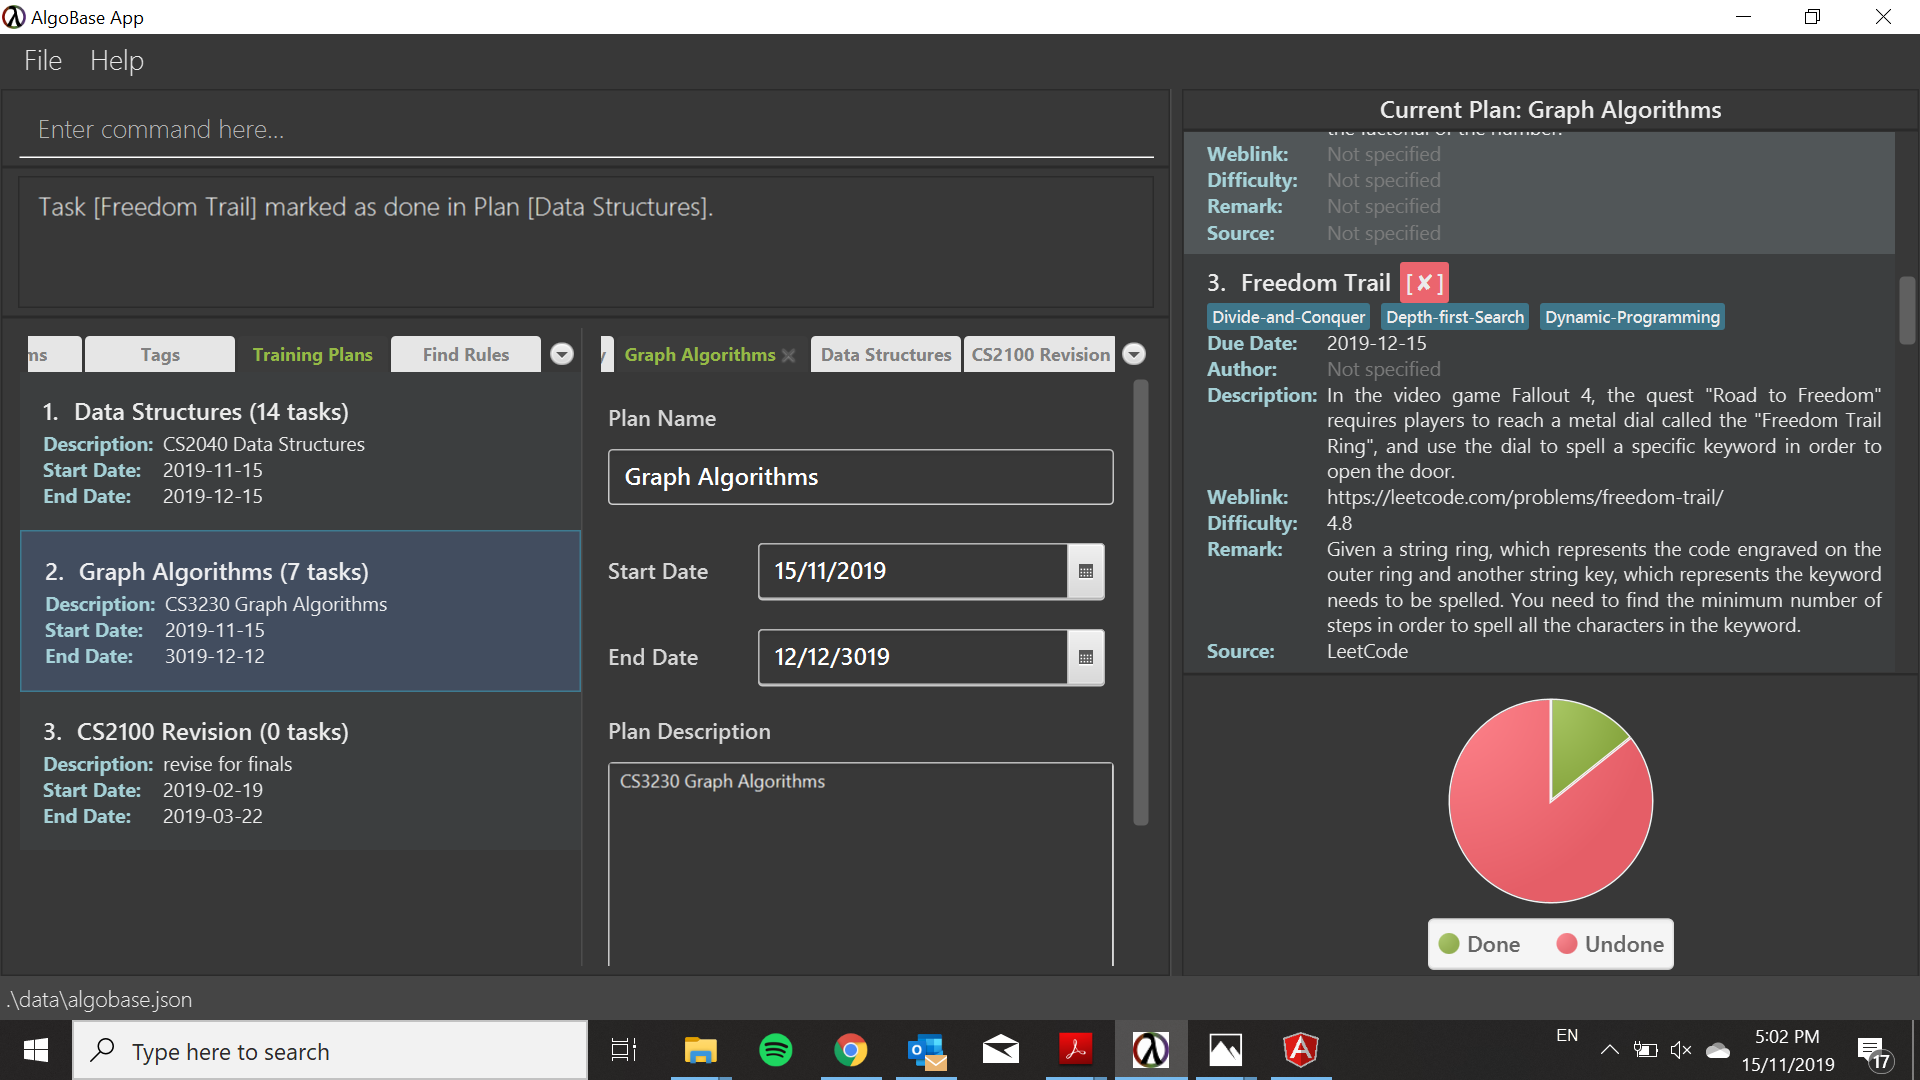 AlgoBase App
File Help
Enter command here...
Task [Freedom Trail] marked as done in Plan [Data Structures].
ms Tags Training Plans Find Rules
1. Data Structures (14 tasks)
Description: CS2040 Data Structures
Start Date: 2019-11-15
End Date: 2019-12-15
2. Graph Algorithms (7 tasks)
Description: CS3230 Graph Algorithms
Start Date: 2019-11-15
End Date: 3019-12-12
3. CS2100 Revision (0 tasks)
Description: revise for finals
Start Date: 2019-02-19
End Date: 2019-03-22
Graph Algorithms Data Structures CS2100 Revision
Plan Name
Graph Algorithms
Start Date 15/11/2019
End Date 12/12/3019
Plan Description
CS3230 Graph Algorithms
Current Plan: Graph Algorithms
the factorial of the number.
Weblink: Not specified
Difficulty: Not specified
Remark: Not specified
Source: Not specified
3. Freedom Trail [✘]
Divide-and-Conquer Depth-first-Search Dynamic-Programming
Due Date: 2019-12-15
Author: Not specified
Description: In the video game Fallout 4, the quest "Road to Freedom"
requires players to reach a metal dial called the "Freedom Trail
Ring", and use the dial to spell a specific keyword in order to
open the door.
Weblink: https://leetcode.com/problems/freedom-trail/
Difficulty: 4.8
Remark: Given a string ring, which represents the code engraved on the
outer ring and another string key, which represents the keyword
needs to be spelled. You need to find the minimum number of
steps in order to spell all the characters in the keyword.
Source: LeetCode
Done Undone
.\data\algobase.json
Type here to search
EN
5:02 PM
15/11/2019
17